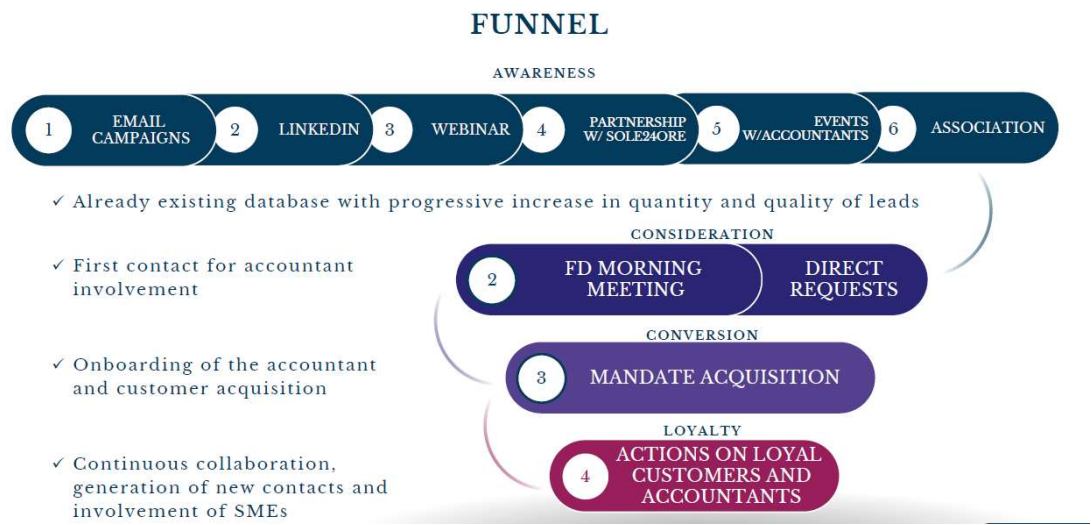 FUNNEL
AWARENESS
1
EMAIL
CAMPAIGNS
2
LINKEDIN
3
WEBINAR
4
PARTNERSHIP
W/ SOLE24ORE
5
EVENTS
W/ACCOUNTANTS
6
ASSOCIATION
✓ Already existing database with progressive increase in quantity and quality of leads
CONSIDERATION
✓ First contact for accountant
involvement
2
FD MORNING
MEETING
DIRECT
REQUESTS
CONVERSION
✓ Onboarding of the accountant
and customer acquisition
3
MANDATE ACQUISITION
LOYALTY
✓ Continuous collaboration,
generation of new contacts and
involvement of SMEs
4
ACTIONS ON LOYAL
CUSTOMERS AND
ACCOUNTANTS